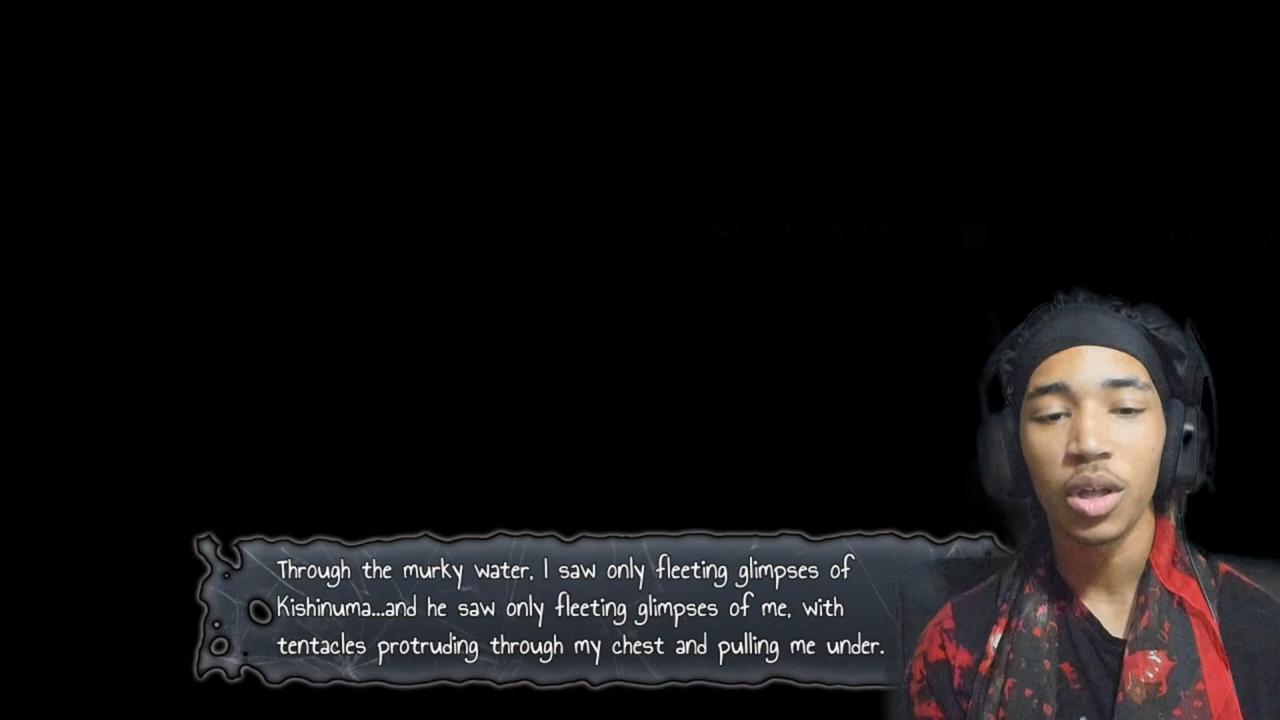 Through the murky water, I saw only fleeting glimpses of
Kishinuma...and he saw only fleeting glimpses of me, with
tentacles protruding through my chest and pulling me under.